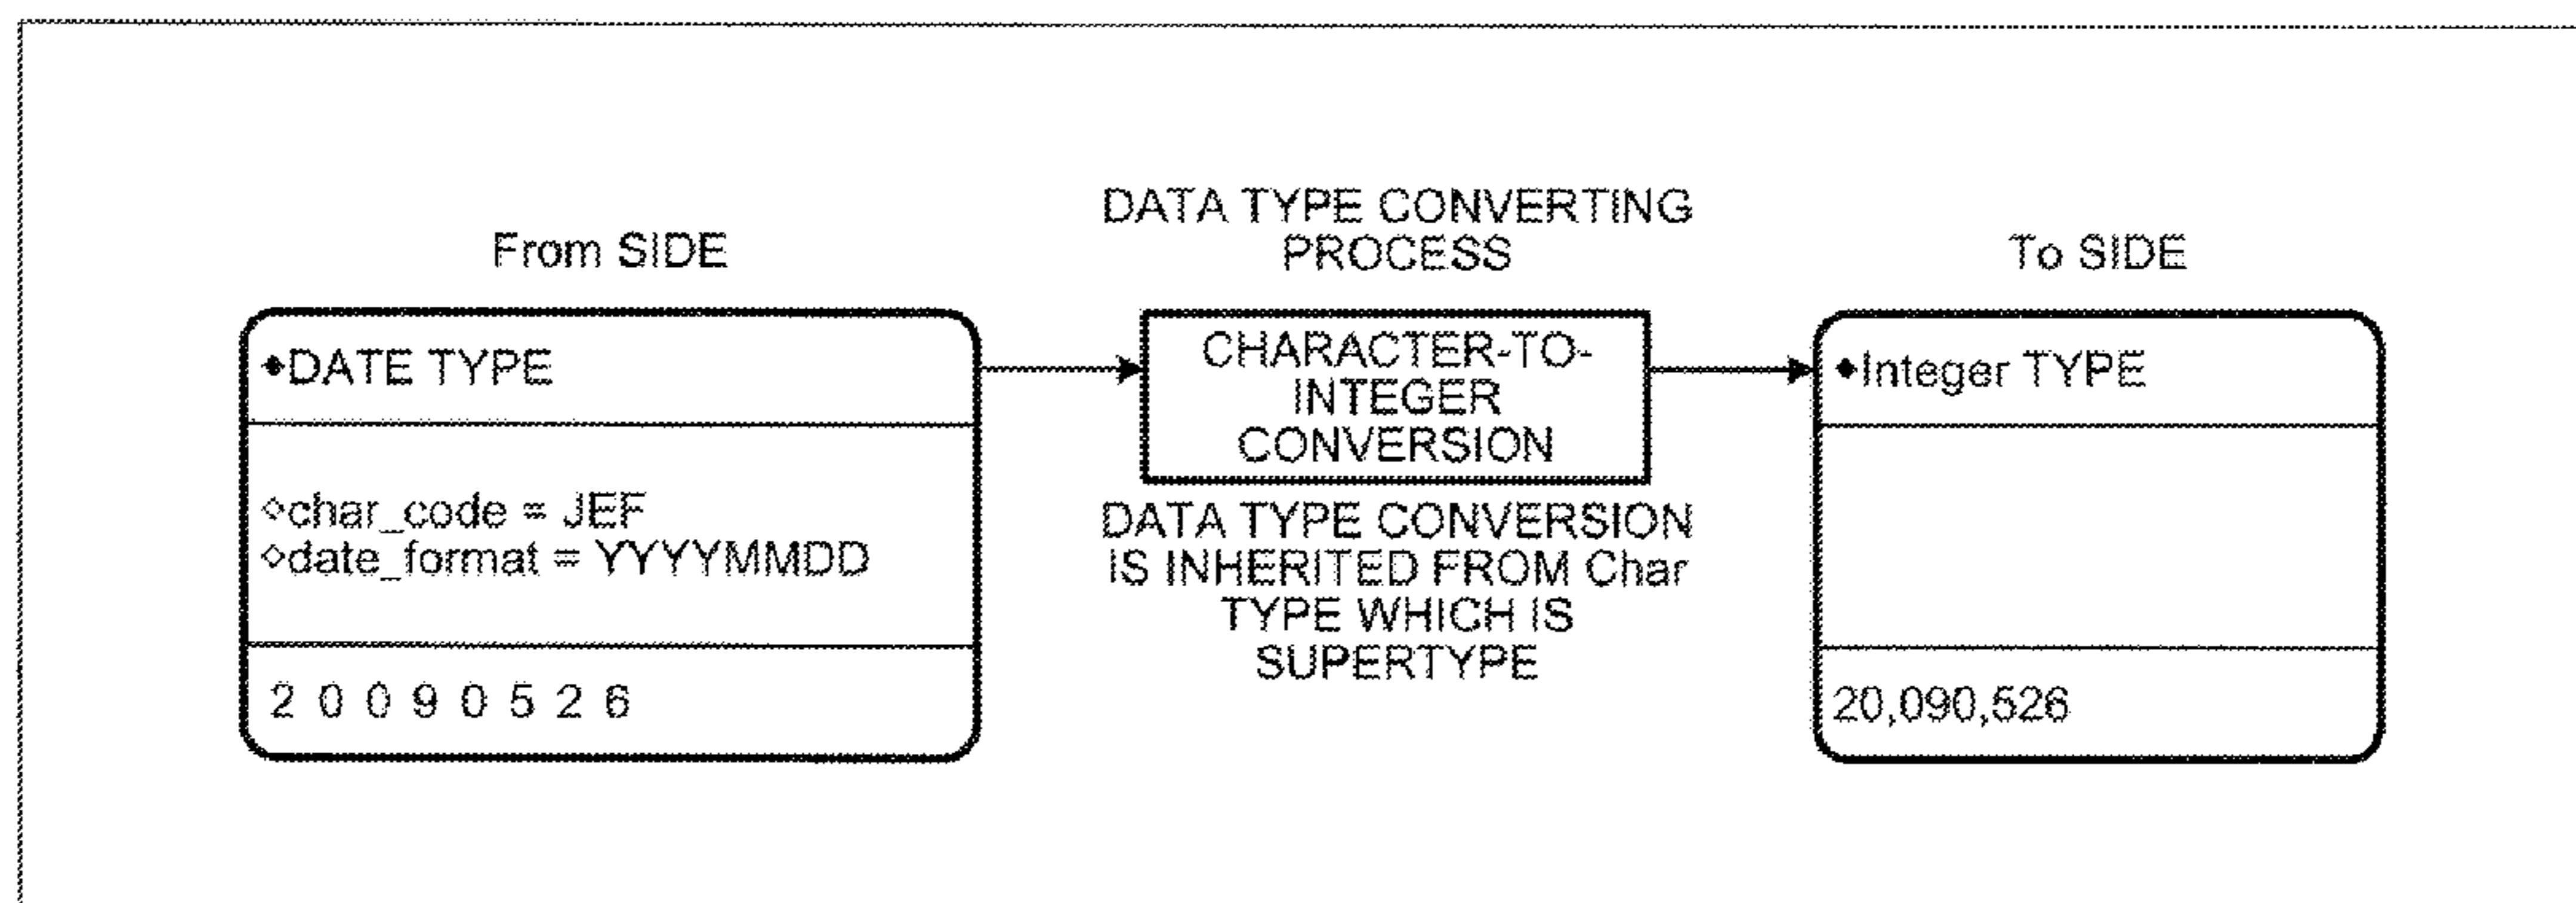 From SIDE
◆DATE TYPE
◇char_code = JEF
◇date_format = YYYYMMDD
2 0 0 9 0 5 2 6
DATA TYPE CONVERTING
PROCESS
CHARACTER-TO-
INTEGER
CONVERSION
DATA TYPE CONVERSION
IS INHERITED FROM Char
TYPE WHICH IS
SUPERTYPE
To SIDE
◆Integer TYPE
20,090,526